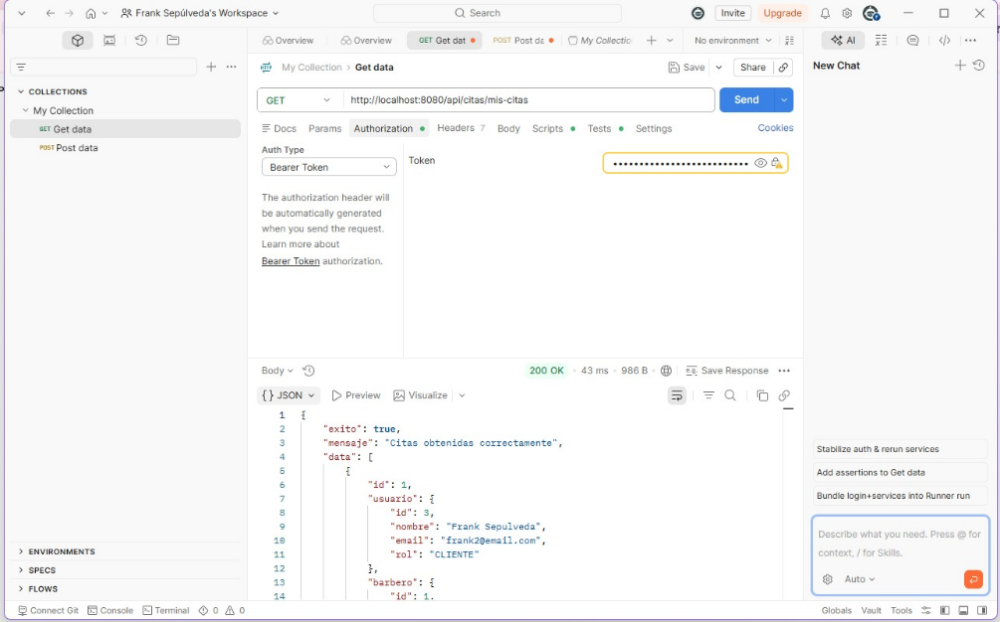 Frank Sepúlveda's Workspace
Search
Invite
Upgrade
Overview
Overview
GET Get dat
POST Post da
My Collectic
No environment
AI
My Collection > Get data
Save
Share
New Chat
COLLECTIONS
My Collection
GET Get data
POST Post data
GET
http://localhost:8080/api/citas/mis-citas
Send
Docs
Params
Authorization
Headers 7
Body
Scripts
Tests
Settings
Cookies
Auth Type
Bearer Token
Token
The authorization header will
be automatically generated
when you send the request.
Learn more about
Bearer Token authorization.
Body
200 OK
43 ms
986 B
Save Response
{ } JSON
Preview
Visualize
1 {
2 "exito": true,
3 "mensaje": "Citas obtenidas correctamente",
4 "data": [
5 {
6 "id": 1,
7 "usuario": {
8 "id": 3,
9 "nombre": "Frank Sepulveda",
10 "email": "frank2@email.com",
11 "rol": "CLIENTE"
12 },
13 "barbero": {
14 "id": 1,
Stabilize auth & rerun services
Add assertions to Get data
Bundle login+services into Runner run
Describe what you need. Press @ for
context, / for Skills.
Auto
ENVIRONMENTS
SPECS
FLOWS
Connect Git
Console
Terminal
0
0
Globals
Vault
Tools